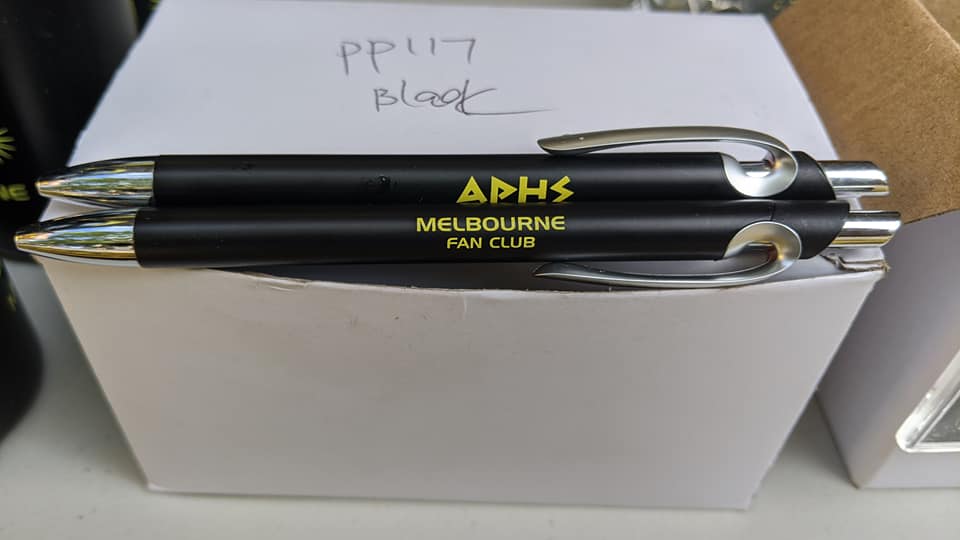 PP117
Black
ΑΡΗΣ
MELBOURNE
FAN CLUB